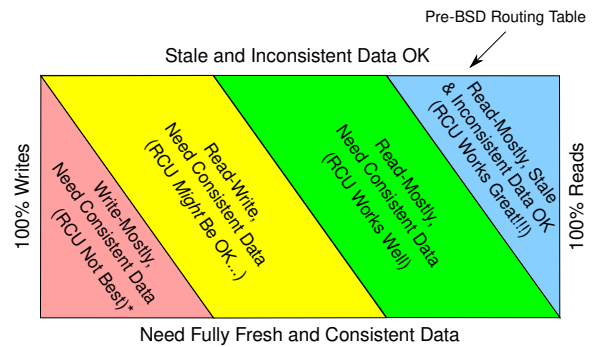 Pre-BSD Routing Table
Stale and Inconsistent Data OK
100% Writes
Write-Mostly,
Need Consistent Data
(RCU Not Best)*
Read-Write,
Need Consistent Data
(RCU Might Be OK...)
Read-Mostly,
Need Consistent Data
(RCU Works Well)
Read-Mostly, Stale
& Inconsistent Data OK
(RCU Works Great!!!)
100% Reads
Need Fully Fresh and Consistent Data